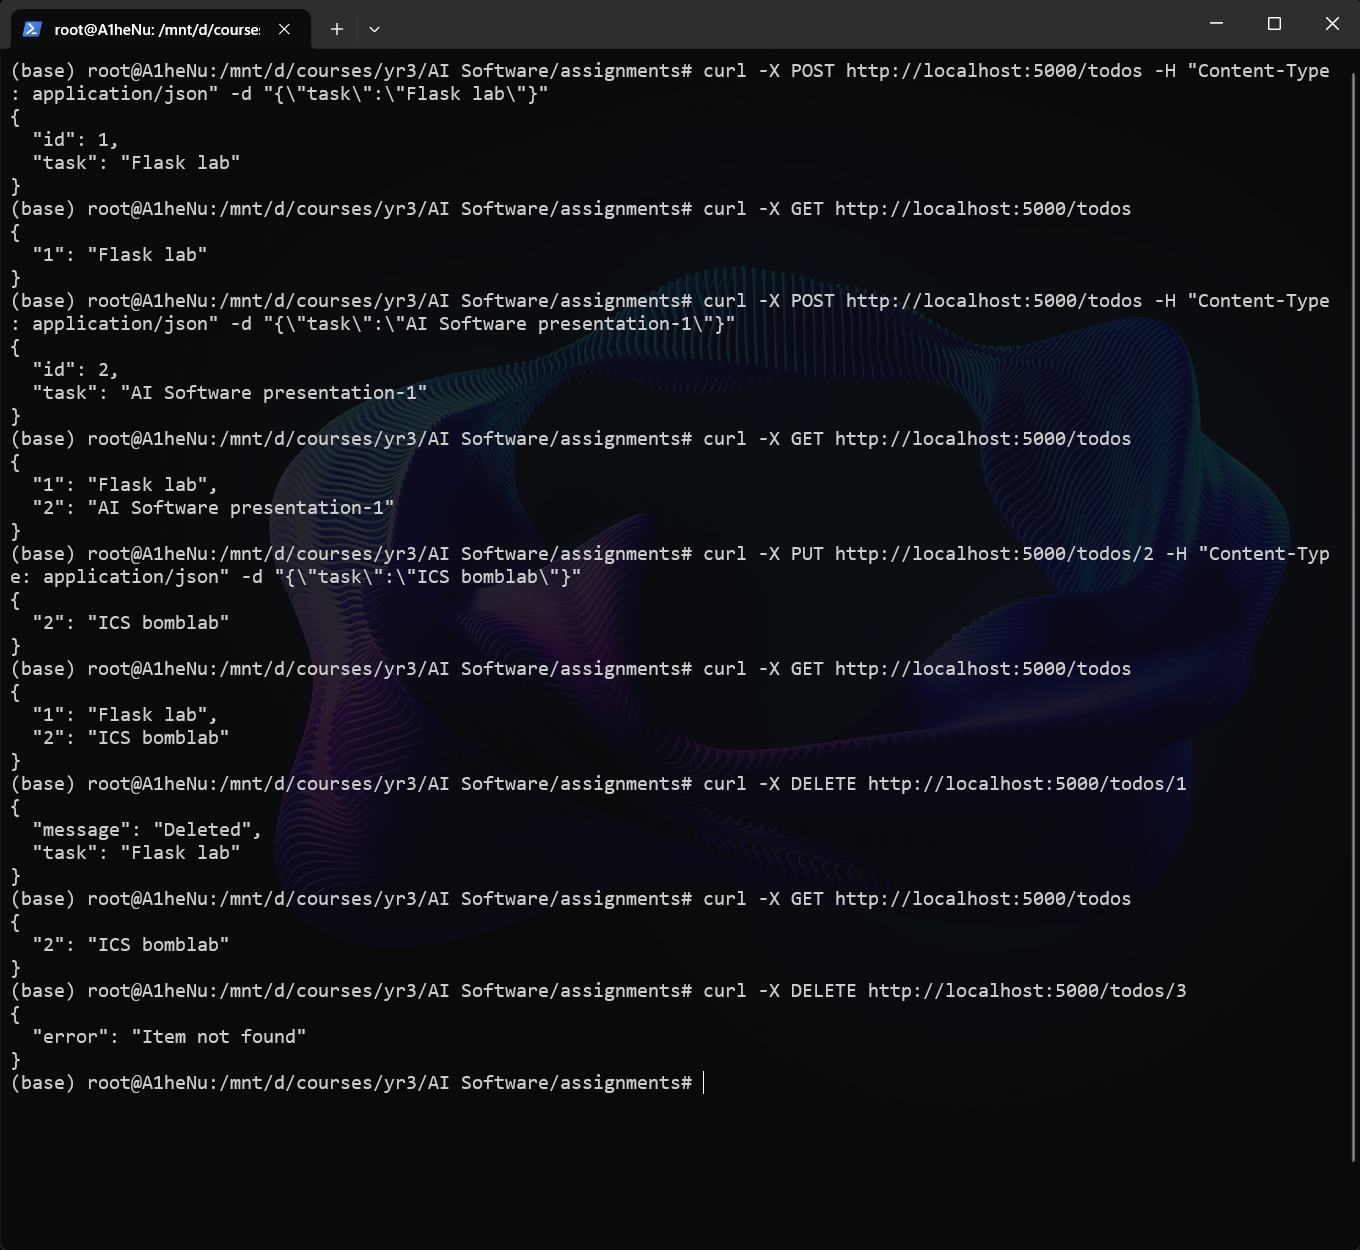 root@A1heNu: /mnt/d/course
(base) root@A1heNu:/mnt/d/courses/yr3/AI Software/assignments# curl -X POST http://localhost:5000/todos -H "Content-Type
: application/json" -d "{\"task\":\"Flask lab\"}"
{
  "id": 1,
  "task": "Flask lab"
}
(base) root@A1heNu:/mnt/d/courses/yr3/AI Software/assignments# curl -X GET http://localhost:5000/todos
{
  "1": "Flask lab"
}
(base) root@A1heNu:/mnt/d/courses/yr3/AI Software/assignments# curl -X POST http://localhost:5000/todos -H "Content-Type
: application/json" -d "{\"task\":\"AI Software presentation-1\"}"
{
  "id": 2,
  "task": "AI Software presentation-1"
}
(base) root@A1heNu:/mnt/d/courses/yr3/AI Software/assignments# curl -X GET http://localhost:5000/todos
{
  "1": "Flask lab",
  "2": "AI Software presentation-1"
}
(base) root@A1heNu:/mnt/d/courses/yr3/AI Software/assignments# curl -X PUT http://localhost:5000/todos/2 -H "Content-Typ
e: application/json" -d "{\"task\":\"ICS bomblab\"}"
{
  "2": "ICS bomblab"
}
(base) root@A1heNu:/mnt/d/courses/yr3/AI Software/assignments# curl -X GET http://localhost:5000/todos
{
  "1": "Flask lab",
  "2": "ICS bomblab"
}
(base) root@A1heNu:/mnt/d/courses/yr3/AI Software/assignments# curl -X DELETE http://localhost:5000/todos/1
{
  "message": "Deleted",
  "task": "Flask lab"
}
(base) root@A1heNu:/mnt/d/courses/yr3/AI Software/assignments# curl -X GET http://localhost:5000/todos
{
  "2": "ICS bomblab"
}
(base) root@A1heNu:/mnt/d/courses/yr3/AI Software/assignments# curl -X DELETE http://localhost:5000/todos/3
{
  "error": "Item not found"
}
(base) root@A1heNu:/mnt/d/courses/yr3/AI Software/assignments#